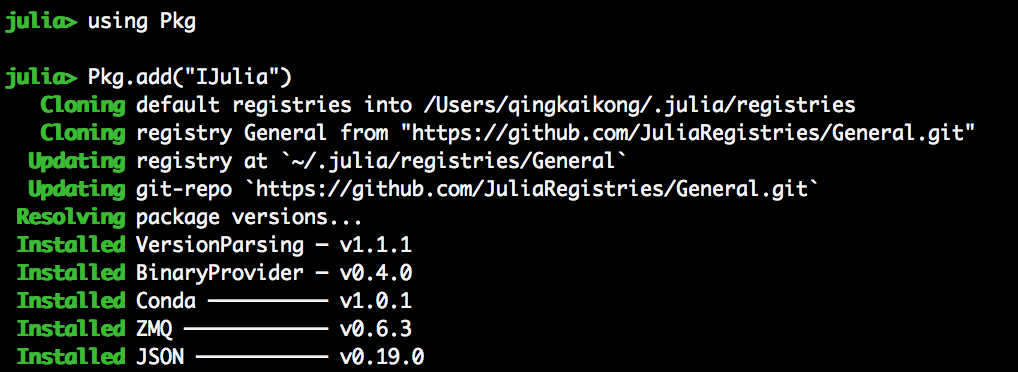 julia> using Pkg
julia> Pkg.add("IJulia")
Cloning default registries into /Users/qingkaikong/.julia/registries
Cloning registry General from "https://github.com/JuliaRegistries/General.git"
Updating registry at `~/.julia/registries/General`
Updating git-repo `https://github.com/JuliaRegistries/General.git`
Resolving package versions...
Installed VersionParsing ─ v1.1.1
Installed BinaryProvider ─ v0.4.0
Installed Conda ────────── v1.0.1
Installed ZMQ ──────────── v0.6.3
Installed JSON ─────────── v0.19.0